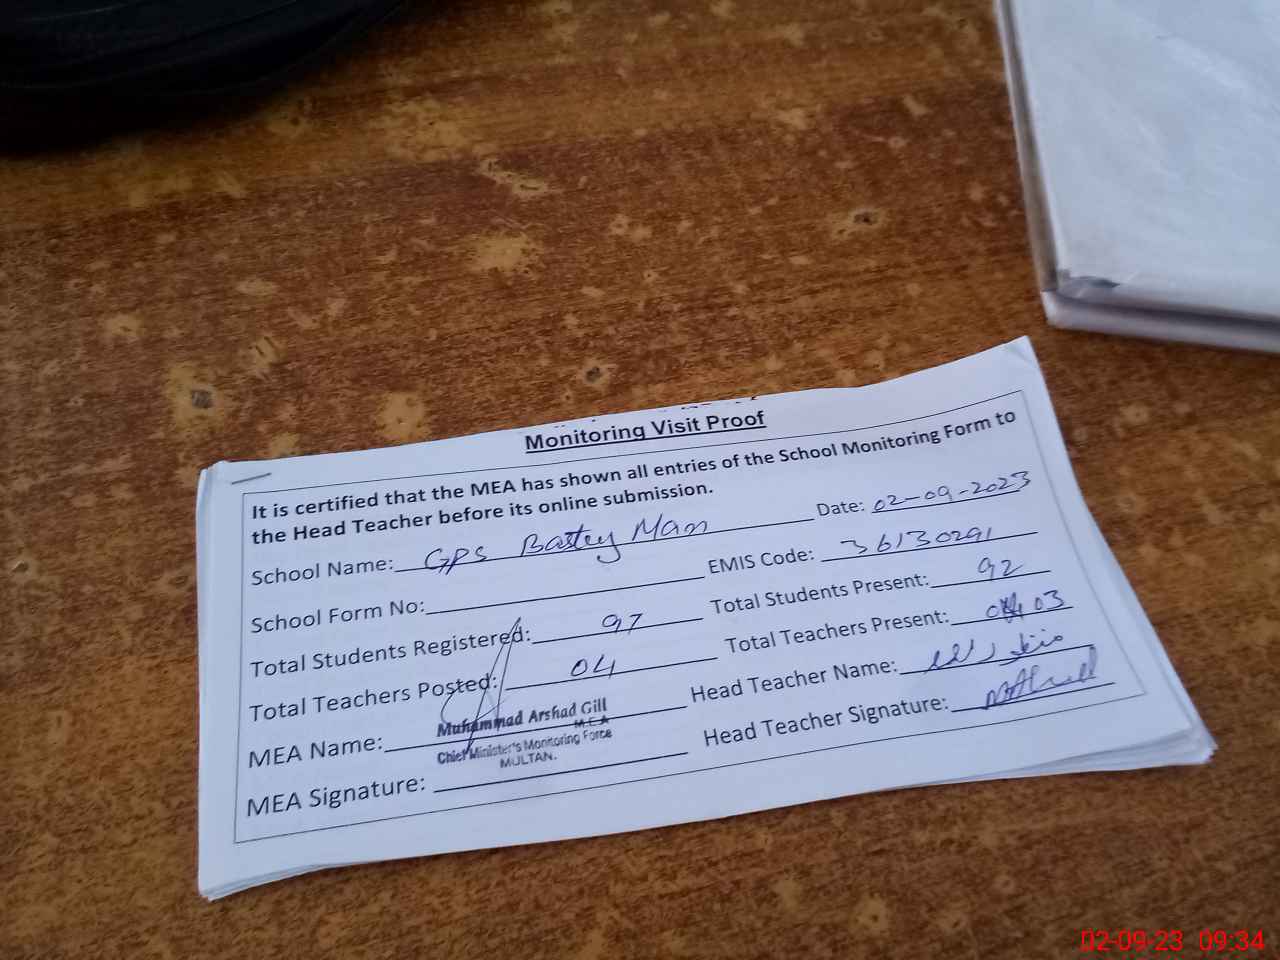 Monitoring Visit Proof
It is certified that the MEA has shown all entries of the School Monitoring Form to
the Head Teacher before its online submission.
School Name: GPS Bastey Man Date: 02-09-2023
School Form No: EMIS Code: 36130291
Total Students Registered: 97 Total Students Present: 92
Total Teachers Posted: 04 Total Teachers Present: 03
MEA Name: Muhammad Arshad Gill Head Teacher Name:
M.E.A
Chief Minister's Monitoring Force
MULTAN.
MEA Signature: Head Teacher Signature:
02-09-23 09:34